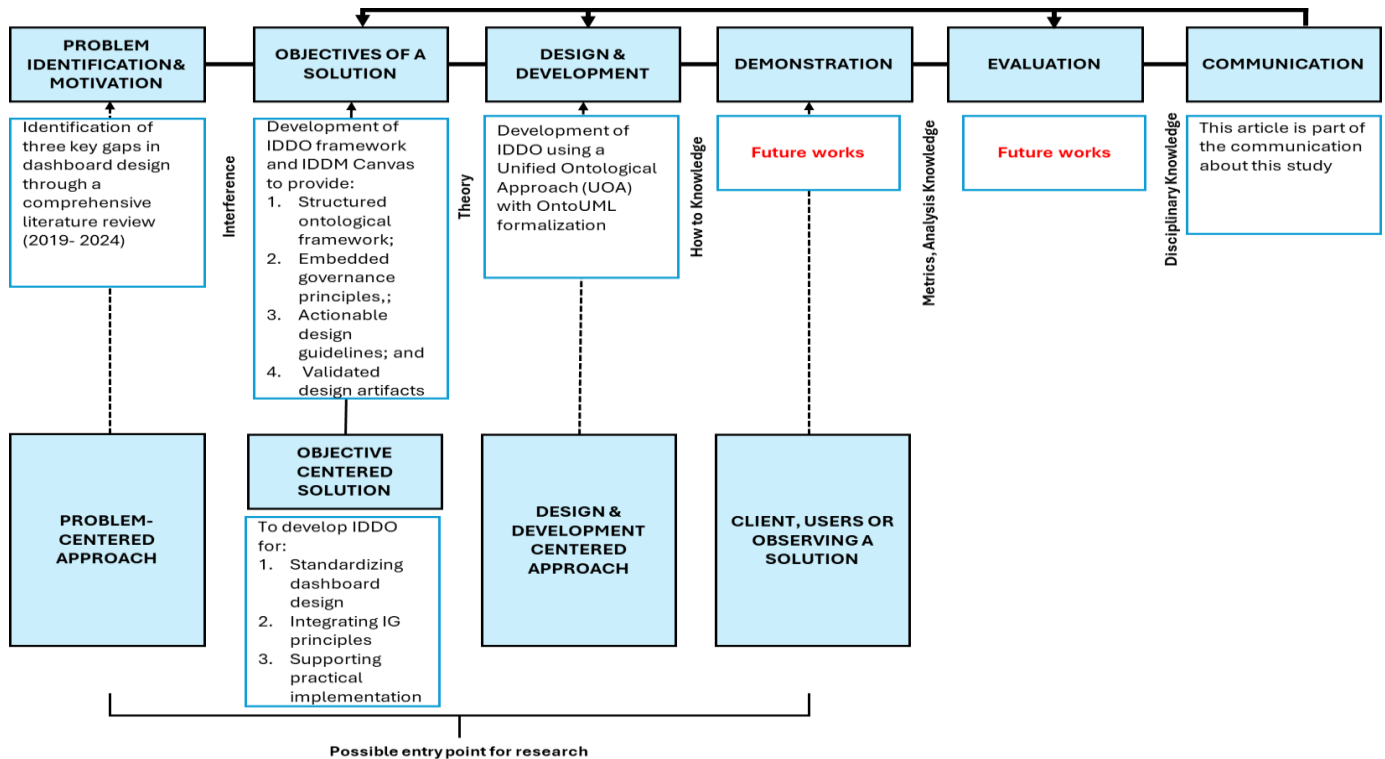 PROBLEM
IDENTIFICATION&
MOTIVATION
OBJECTIVES OF A
SOLUTION
DESIGN &
DEVELOPMENT
DEMONSTRATION
EVALUATION
COMMUNICATION
Identification of
three key gaps in
dashboard design
through a
comprehensive
literature review
(2019- 2024)
Interference
Development of
IDDO framework
and IDDM Canvas
to provide:
1. Structured
ontological
framework;
2. Embedded
governance
principles,;
3. Actionable
design
guidelines; and
4. Validated
design artifacts
Theory
Development of
IDDO using a
Unified Ontological
Approach (UOA)
with OntoUML
formalization
How to Knowledge
Future works
Metrics, Analysis Knowledge
Future works
Disciplinary Knowledge
This article is part of
the communication
about this study
PROBLEM-
CENTERED
APPROACH
OBJECTIVE
CENTERED
SOLUTION
To develop IDDO
for:
1. Standardizing
dashboard
design
2. Integrating IG
principles
3. Supporting
practical
implementation
DESIGN &
DEVELOPMENT
CENTERED
APPROACH
CLIENT, USERS OR
OBSERVING A
SOLUTION
Possible entry point for research